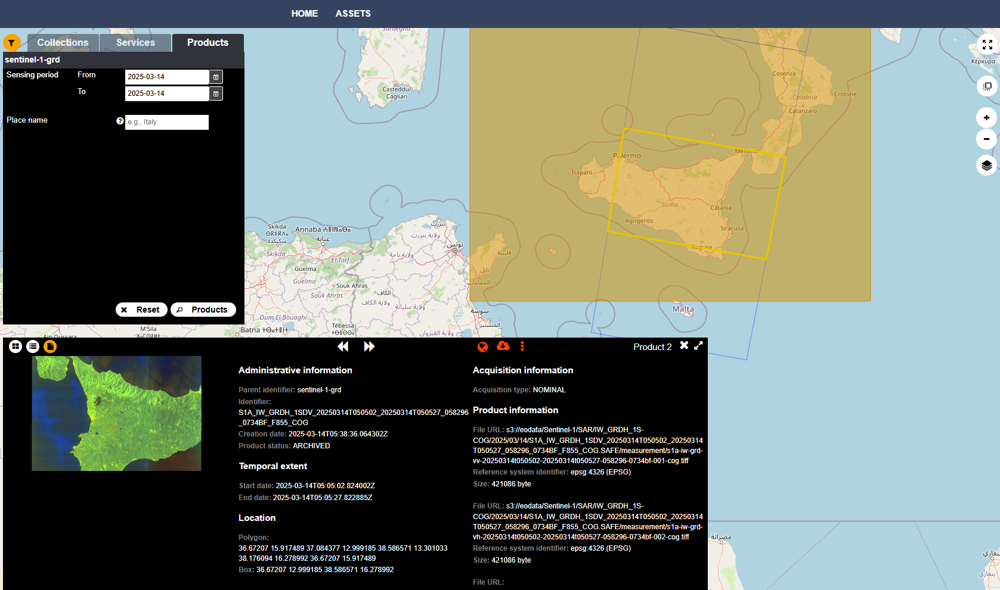 HOME ASSETS
Collections Services Products
sentinel-1-grd
Sensing period From 2025-03-14
To 2025-03-14
Place name ? e.g., Italy
Reset Products
Sardegna
Casteddu/
Cagliari
Κέρκυρα
Cosenza
Crotone
Calabria
Catanzaro
Messina
Palermo
Trapani
Sicilia
Catania
Agrigento
Siracusa
Ragusa
Malta
Skikda
ⵙⴽⵉⴽⴷⴰ
سكيكدة
Annaba ⵄⴻⵏⵏⴰⴱⴰ
عنابة
Skikda
El Tarf
Guelma
Guelma
Souk Ahras
Souk Ahras
الكاف
ولاية الكاف
Oum El Bouaghi
Batna
Tébessa
M'Sila
Aïn Oussara
بنزرت
ولاية بنزرت
تونس
ولاية باجة
ولاية سليانة
ولاية القيروان
قليبية
نابل
الحمامات
سوسة
المنستير
مصراتة
بنغازي
بنغازي
Product 2
Administrative information
Parent identifier: sentinel-1-grd
Identifier:
S1A_IW_GRDH_1SDV_20250314T050502_20250314T050527_058296
_0734BF_F855_COG
Creation date: 2025-03-14T05:38:36.064302Z
Product status: ARCHIVED
Temporal extent
Start date: 2025-03-14T05:05:02.824002Z
End date: 2025-03-14T05:05:27.822885Z
Location
Polygon:
36.67207 15.917489 37.084377 12.999185 38.586571 13.301033
38.176094 16.278992 36.67207 15.917489
Box: 36.67207 12.999185 38.586571 16.278992
Acquisition information
Acquisition type: NOMINAL
Product information
File URL: s3://eodata/Sentinel-1/SAR/IW_GRDH_1S-
COG/2025/03/14/S1A_IW_GRDH_1SDV_20250314T050502_20250314
T050527_058296_0734BF_F855_COG.SAFE/measurement/s1a-iw-grd-
vv-20250314t050502-20250314t050527-058296-0734bf-001-cog.tiff
Reference system identifier: epsg:4326 (EPSG)
Size: 421086 byte
File URL: s3://eodata/Sentinel-1/SAR/IW_GRDH_1S-
COG/2025/03/14/S1A_IW_GRDH_1SDV_20250314T050502_20250314
T050527_058296_0734BF_F855_COG.SAFE/measurement/s1a-iw-grd-
vh-20250314t050502-20250314t050527-058296-0734bf-002-cog.tiff
Reference system identifier: epsg:4326 (EPSG)
Size: 421086 byte
File URL: